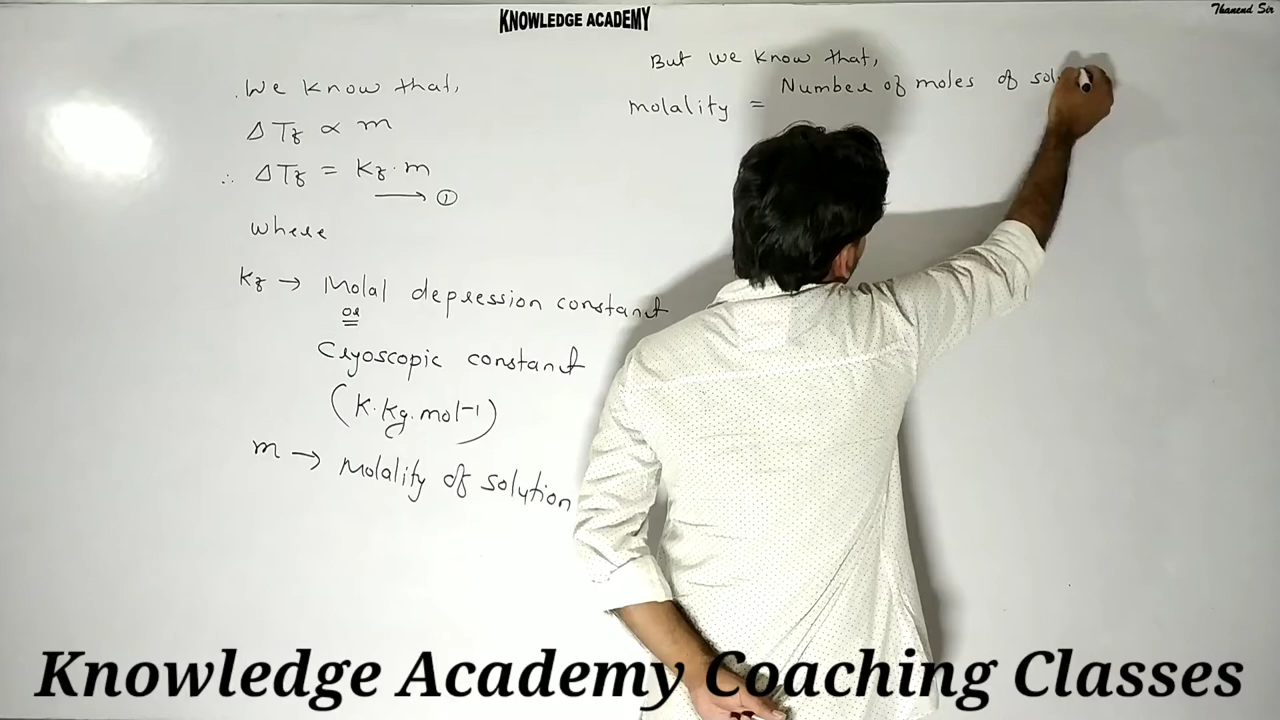 KNOWLEDGE ACADEMY
Thanend Sir
We know that,
ΔTf ∝ m
∴ ΔTf = Kf . m
⟶ ①
where
Kf → Molal depression constant
or
Cryoscopic constant
(K.Kg.mol-1)
m → Molality of solution
But we know that,
Molality = Number of moles of sol
Knowledge Academy Coaching Classes